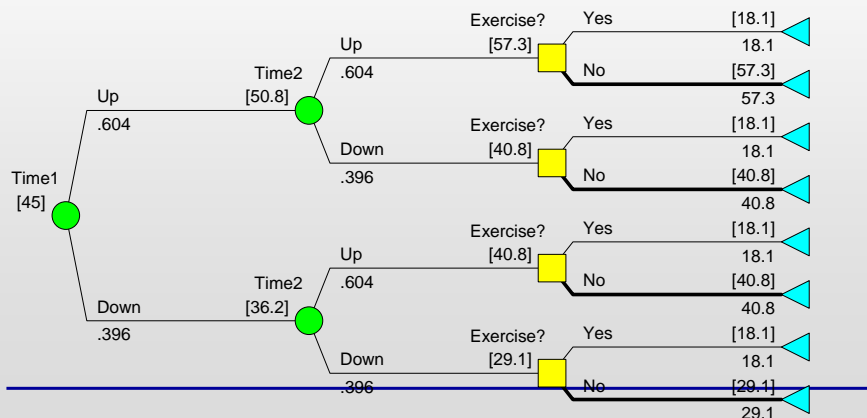 Exercise?
Yes
[18.1]
Up
[57.3]
18.1
Time2
.604
No
[57.3]
Up
[50.8]
57.3
.604
Exercise?
Yes
[18.1]
Down
[40.8]
18.1
Time1
.396
No
[40.8]
[45]
40.8
Exercise?
Yes
[18.1]
Up
[40.8]
18.1
Time2
.604
No
[40.8]
Down
[36.2]
40.8
.396
Exercise?
Yes
[18.1]
Down
[29.1]
18.1
.396
No
[29.1]
29.1